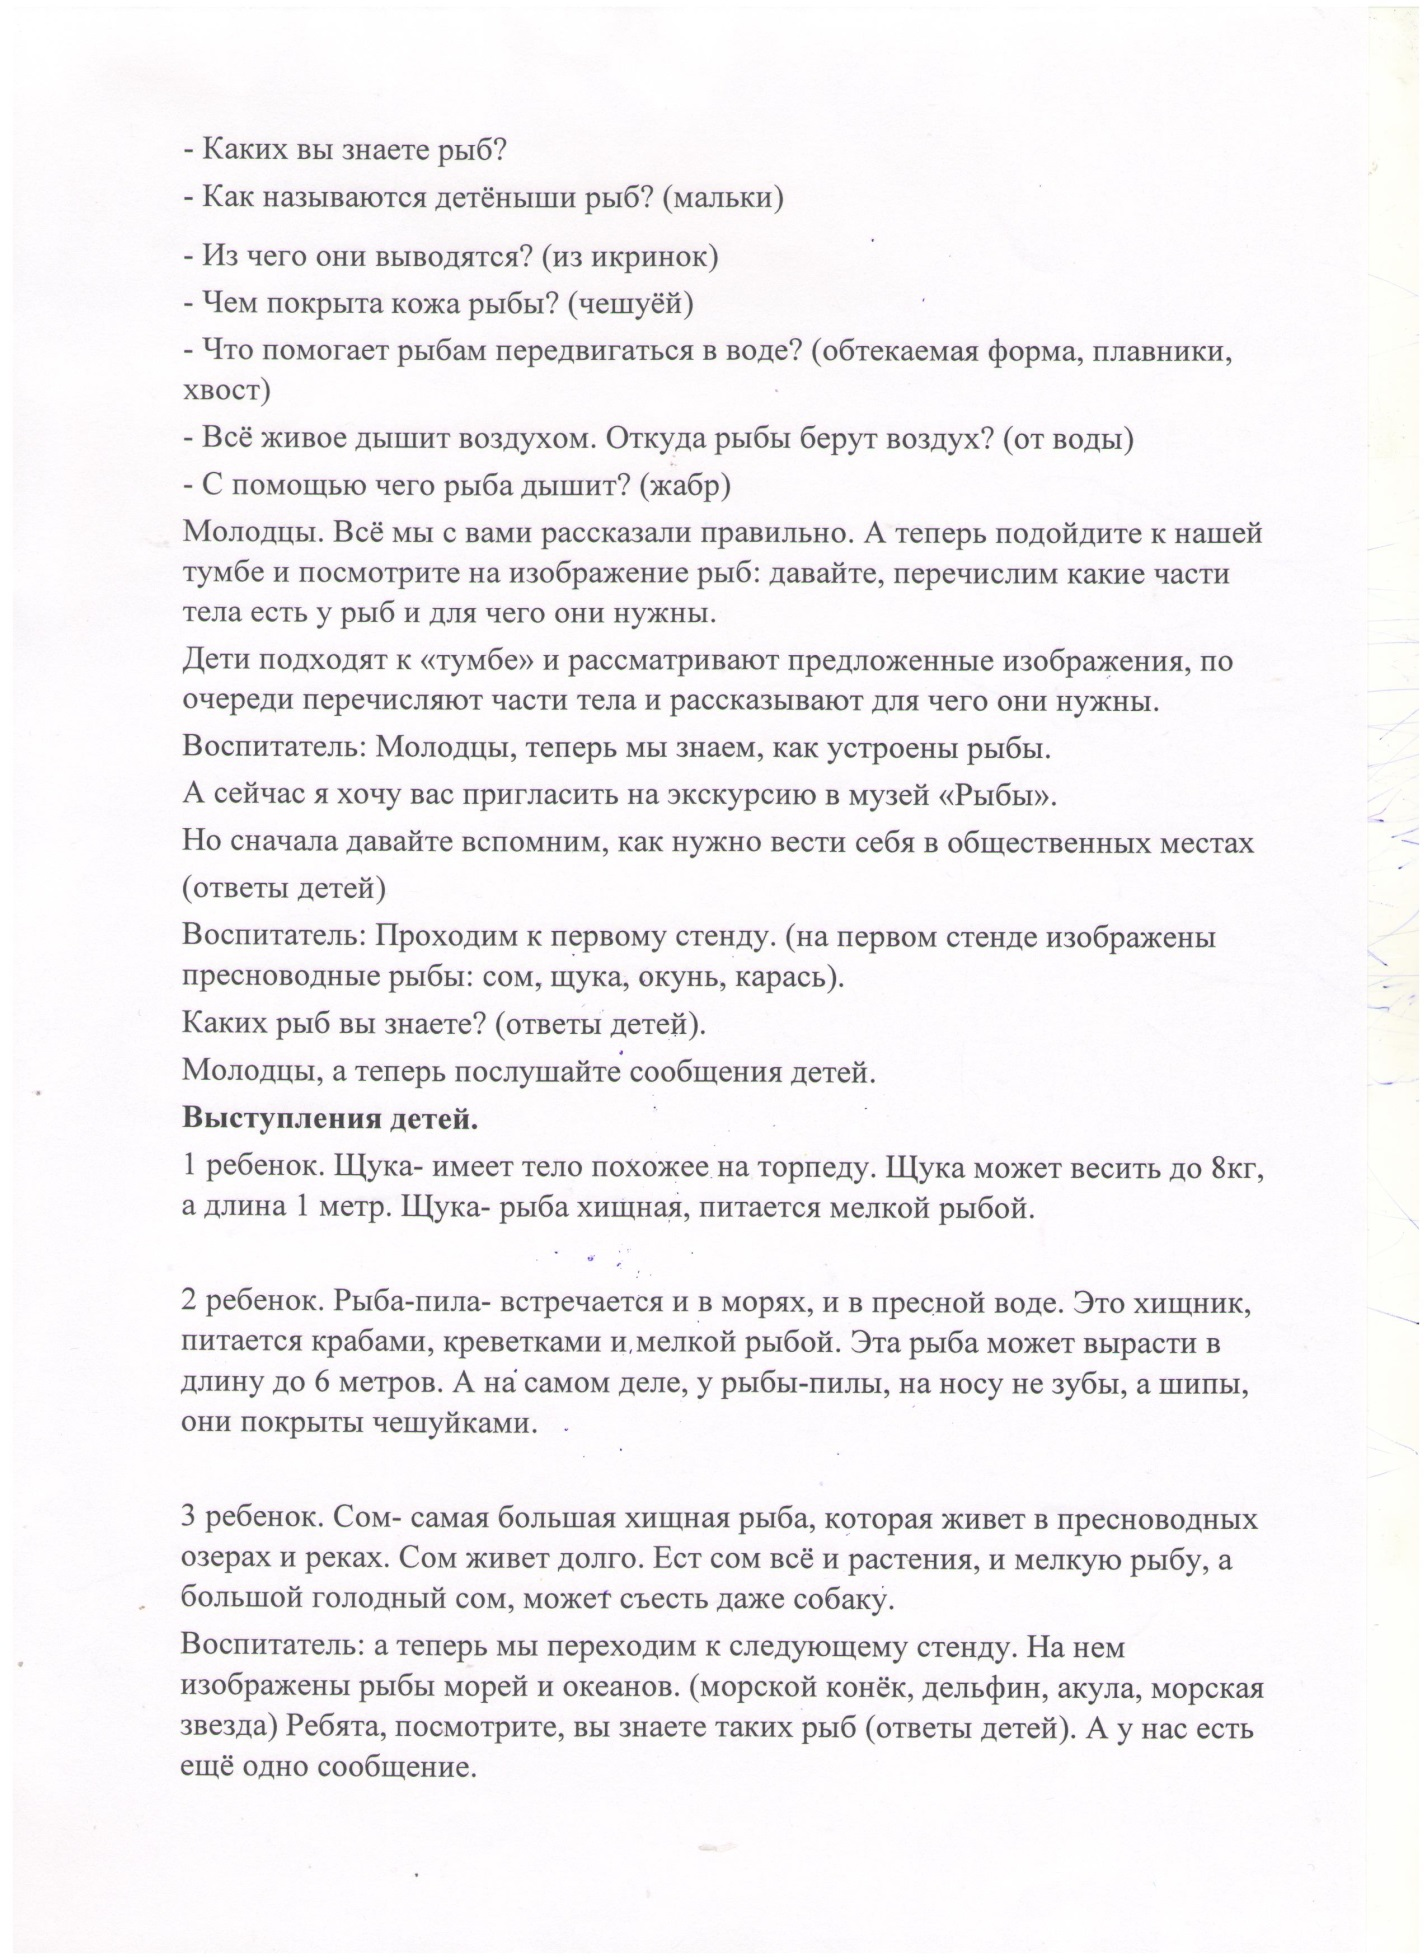 - Каких вы знаете рыб?
- Как называются детёныши рыб? (мальки)
- Из чего они выводятся? (из икринок)
- Чем покрыта кожа рыбы? (чешуёй)
- Что помогает рыбам передвигаться в воде? (обтекаемая форма, плавники,
хвост)
- Всё живое дышит воздухом. Откуда рыбы берут воздух? (от воды)
- С помощью чего рыба дышит? (жабр)
Молодцы. Всё мы с вами рассказали правильно. А теперь подойдите к нашей
тумбе и посмотрите на изображение рыб: давайте, перечислим какие части
тела есть у рыб и для чего они нужны.
Дети подходят к «тумбе» и рассматривают предложенные изображения, по
очереди перечисляют части тела и рассказывают для чего они нужны.
Воспитатель: Молодцы, теперь мы знаем, как устроены рыбы.
А сейчас я хочу вас пригласить на экскурсию в музей «Рыбы».
Но сначала давайте вспомним, как нужно вести себя в общественных местах
(ответы детей)
Воспитатель: Проходим к первому стенду. (на первом стенде изображены
пресноводные рыбы: сом, щука, окунь, карась).
Каких рыб вы знаете? (ответы детей).
Молодцы, а теперь послушайте сообщения детей.
Выступления детей.
1 ребенок. Щука- имеет тело похожее на торпеду. Щука может весить до 8кг,
а длина 1 метр. Щука- рыба хищная, питается мелкой рыбой.
2 ребенок. Рыба-пила- встречается и в морях, и в пресной воде. Это хищник,
питается крабами, креветками и мелкой рыбой. Эта рыба может вырасти в
длину до 6 метров. А на самом деле, у рыбы-пилы, на носу не зубы, а шипы,
они покрыты чешуйками.
3 ребенок. Сом- самая большая хищная рыба, которая живет в пресноводных
озерах и реках. Сом живет долго. Ест сом всё и растения, и мелкую рыбу, а
большой голодный сом, может съесть даже собаку.
Воспитатель: а теперь мы переходим к следующему стенду. На нем
изображены рыбы морей и океанов. (морской конёк, дельфин, акула, морская
звезда) Ребята, посмотрите, вы знаете таких рыб (ответы детей). А у нас есть
ещё одно сообщение.